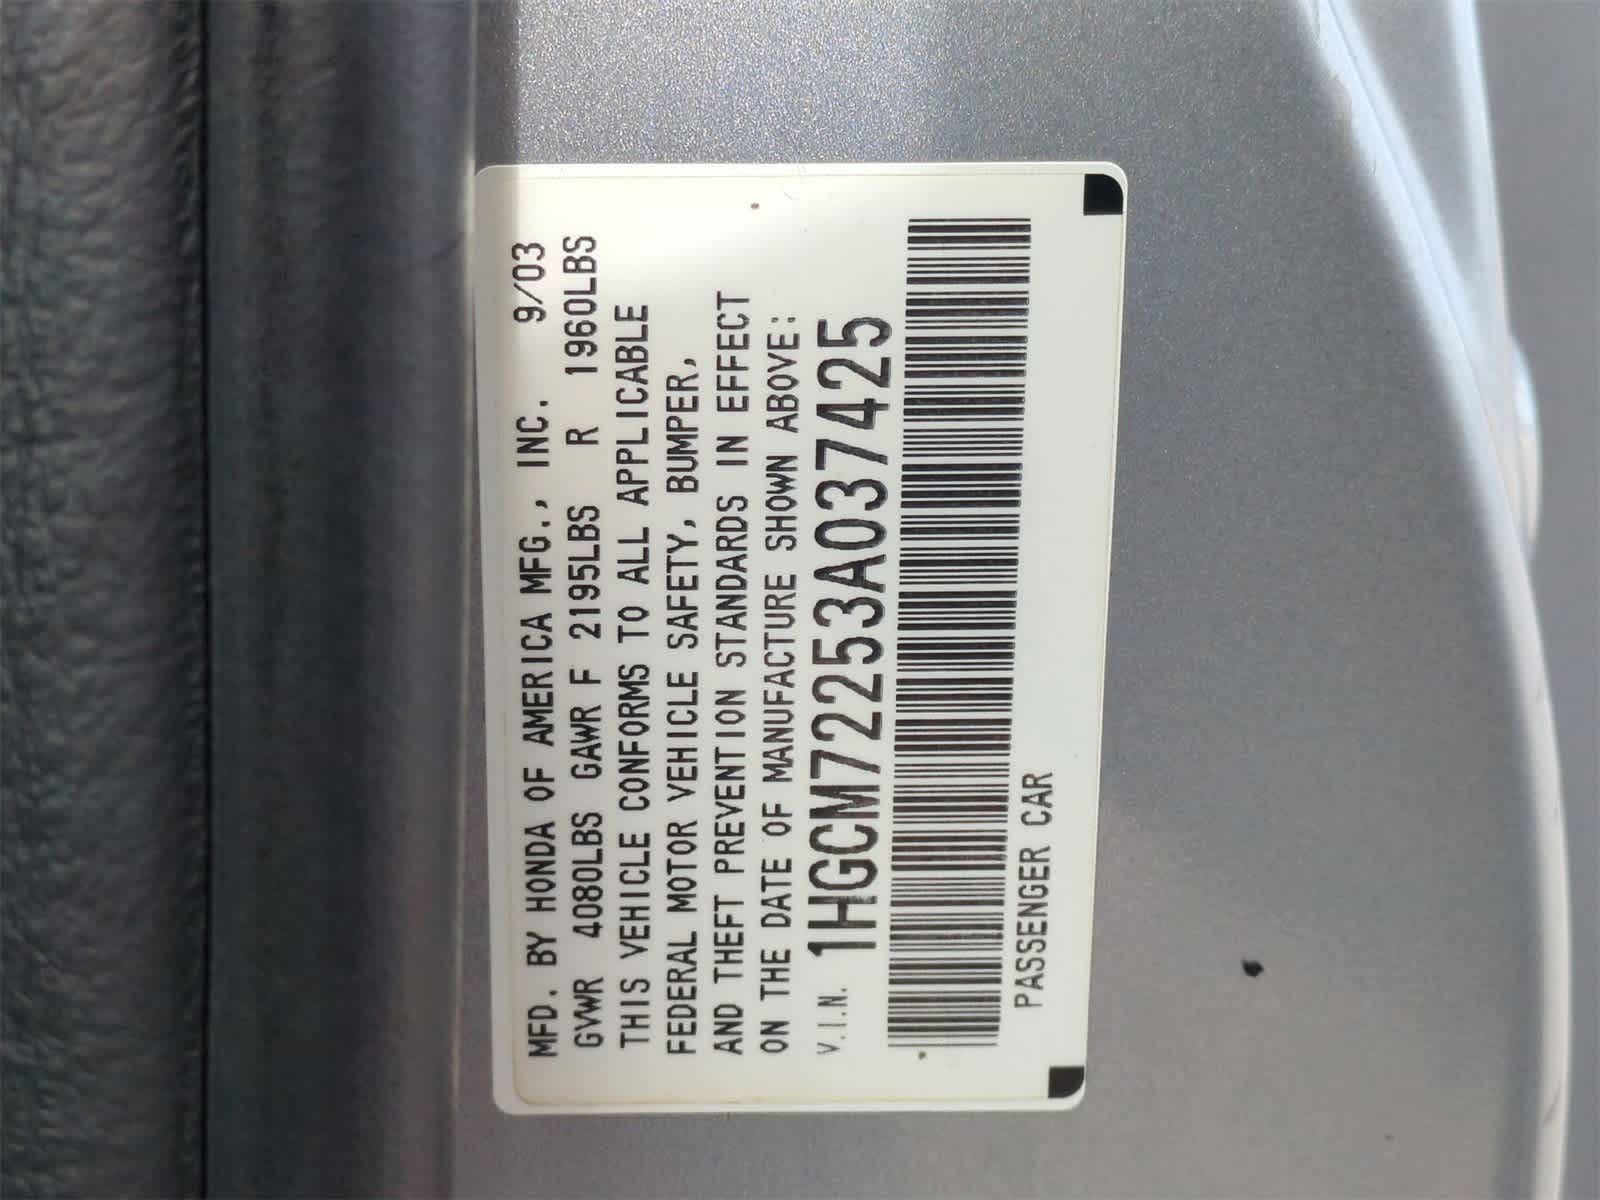 MFD. BY HONDA OF AMERICA MFG., INC. 9/03
GVWR 4080LBS GAWR F 2195LBS R 1960LBS
THIS VEHICLE CONFORMS TO ALL APPLICABLE
FEDERAL MOTOR VEHICLE SAFETY, BUMPER,
AND THEFT PREVENTION STANDARDS IN EFFECT
ON THE DATE OF MANUFACTURE SHOWN ABOVE:
V.I.N. 1HGCM72253A037425
PASSENGER CAR